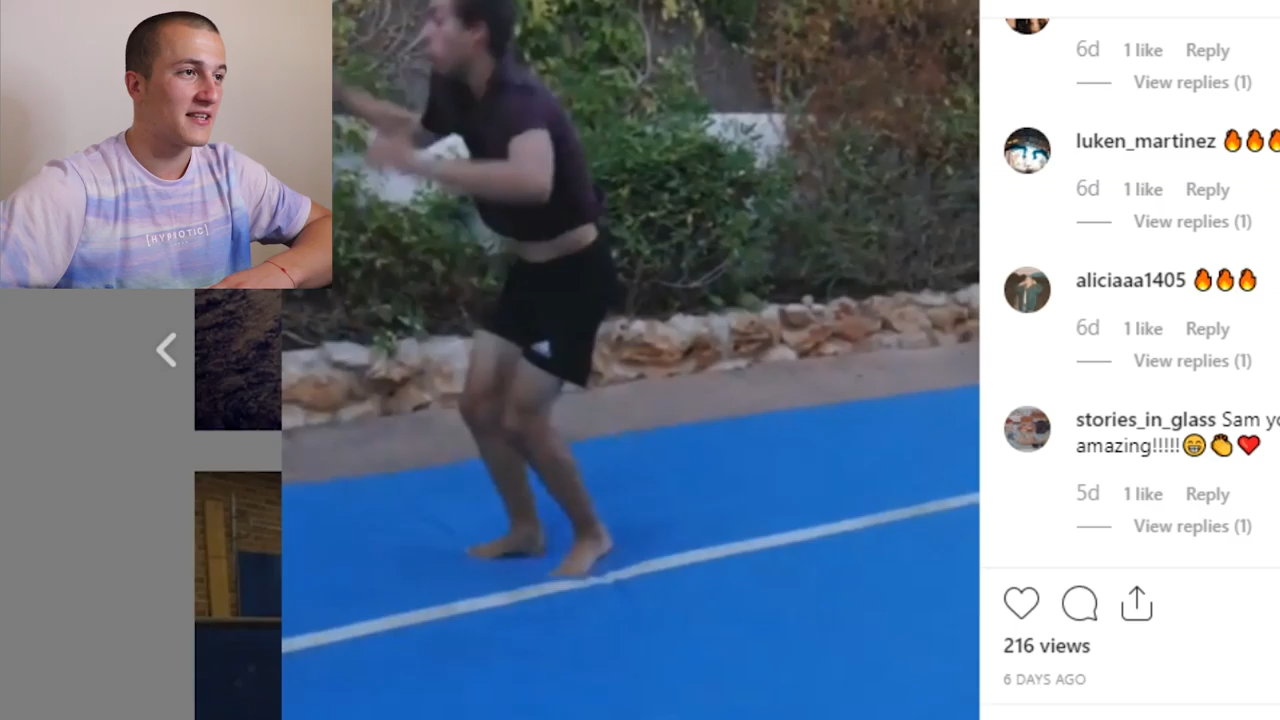 [HYPNOTIC]
6d 1 like Reply
View replies (1)
luken_martinez 🔥🔥🔥
6d 1 like Reply
View replies (1)
aliciaaa1405 🔥🔥🔥
6d 1 like Reply
View replies (1)
stories_in_glass Sam
amazing!!!!!😁👏❤️
5d 1 like Reply
View replies (1)
216 views
6 DAYS AGO